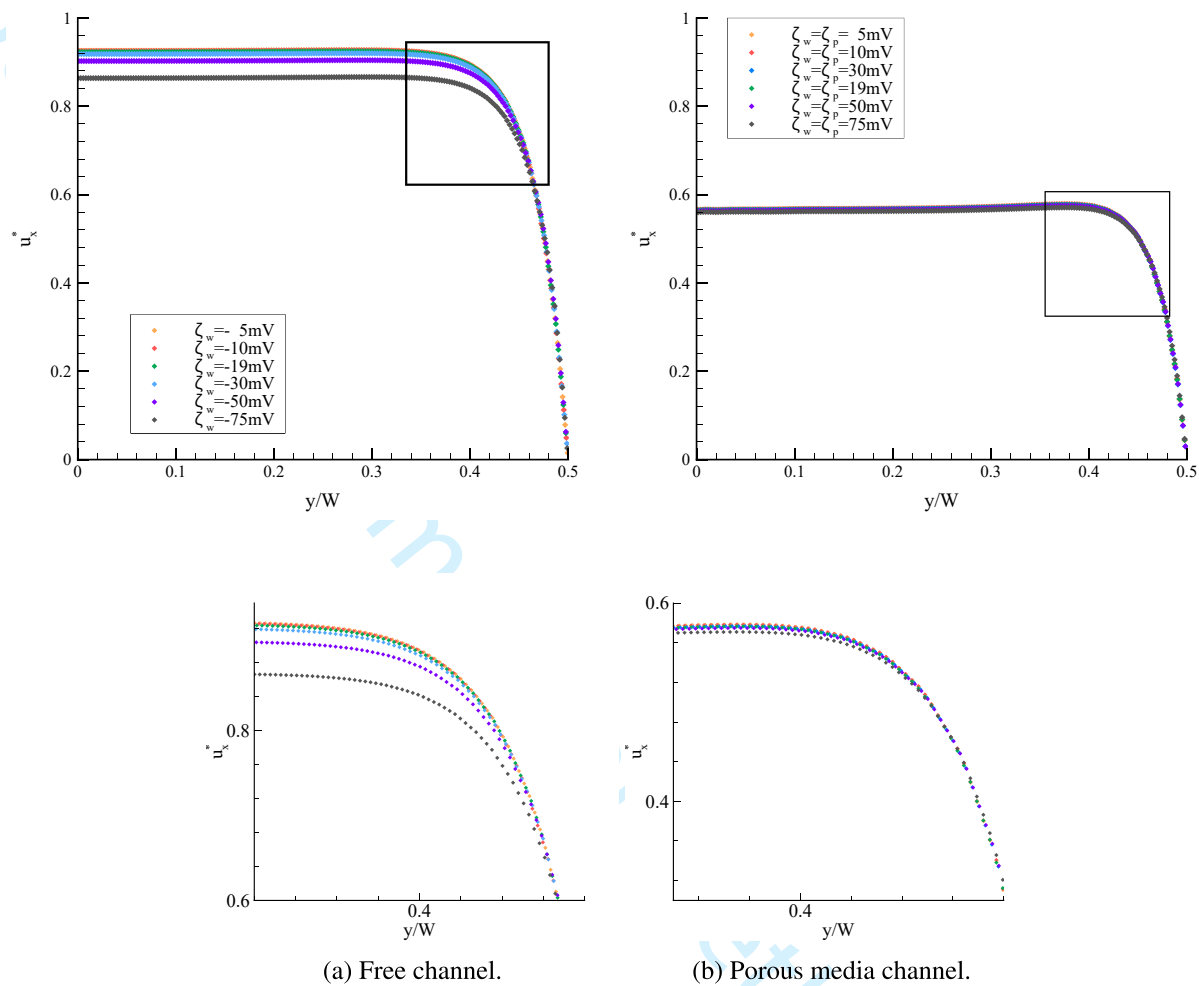 1
0.8
0.6
0.4
0.2
0
u*x
ζw=- 5mV
ζw=-10mV
ζw=-19mV
ζw=-30mV
ζw=-50mV
ζw=-75mV
0 0.1 0.2 0.3 0.4 0.5
y/W
1
0.8
0.6
0.4
0.2
0
u*x
ζw=ζp= 5mV
ζw=ζp=10mV
ζw=ζp=30mV
ζw=ζp=19mV
ζw=ζp=50mV
ζw=ζp=75mV
0 0.1 0.2 0.3 0.4 0.5
y/W
0.8
0.6
u*x
0.4
y/W
0.6
0.4
u*x
0.4
y/W
(a) Free channel.
(b) Porous media channel.